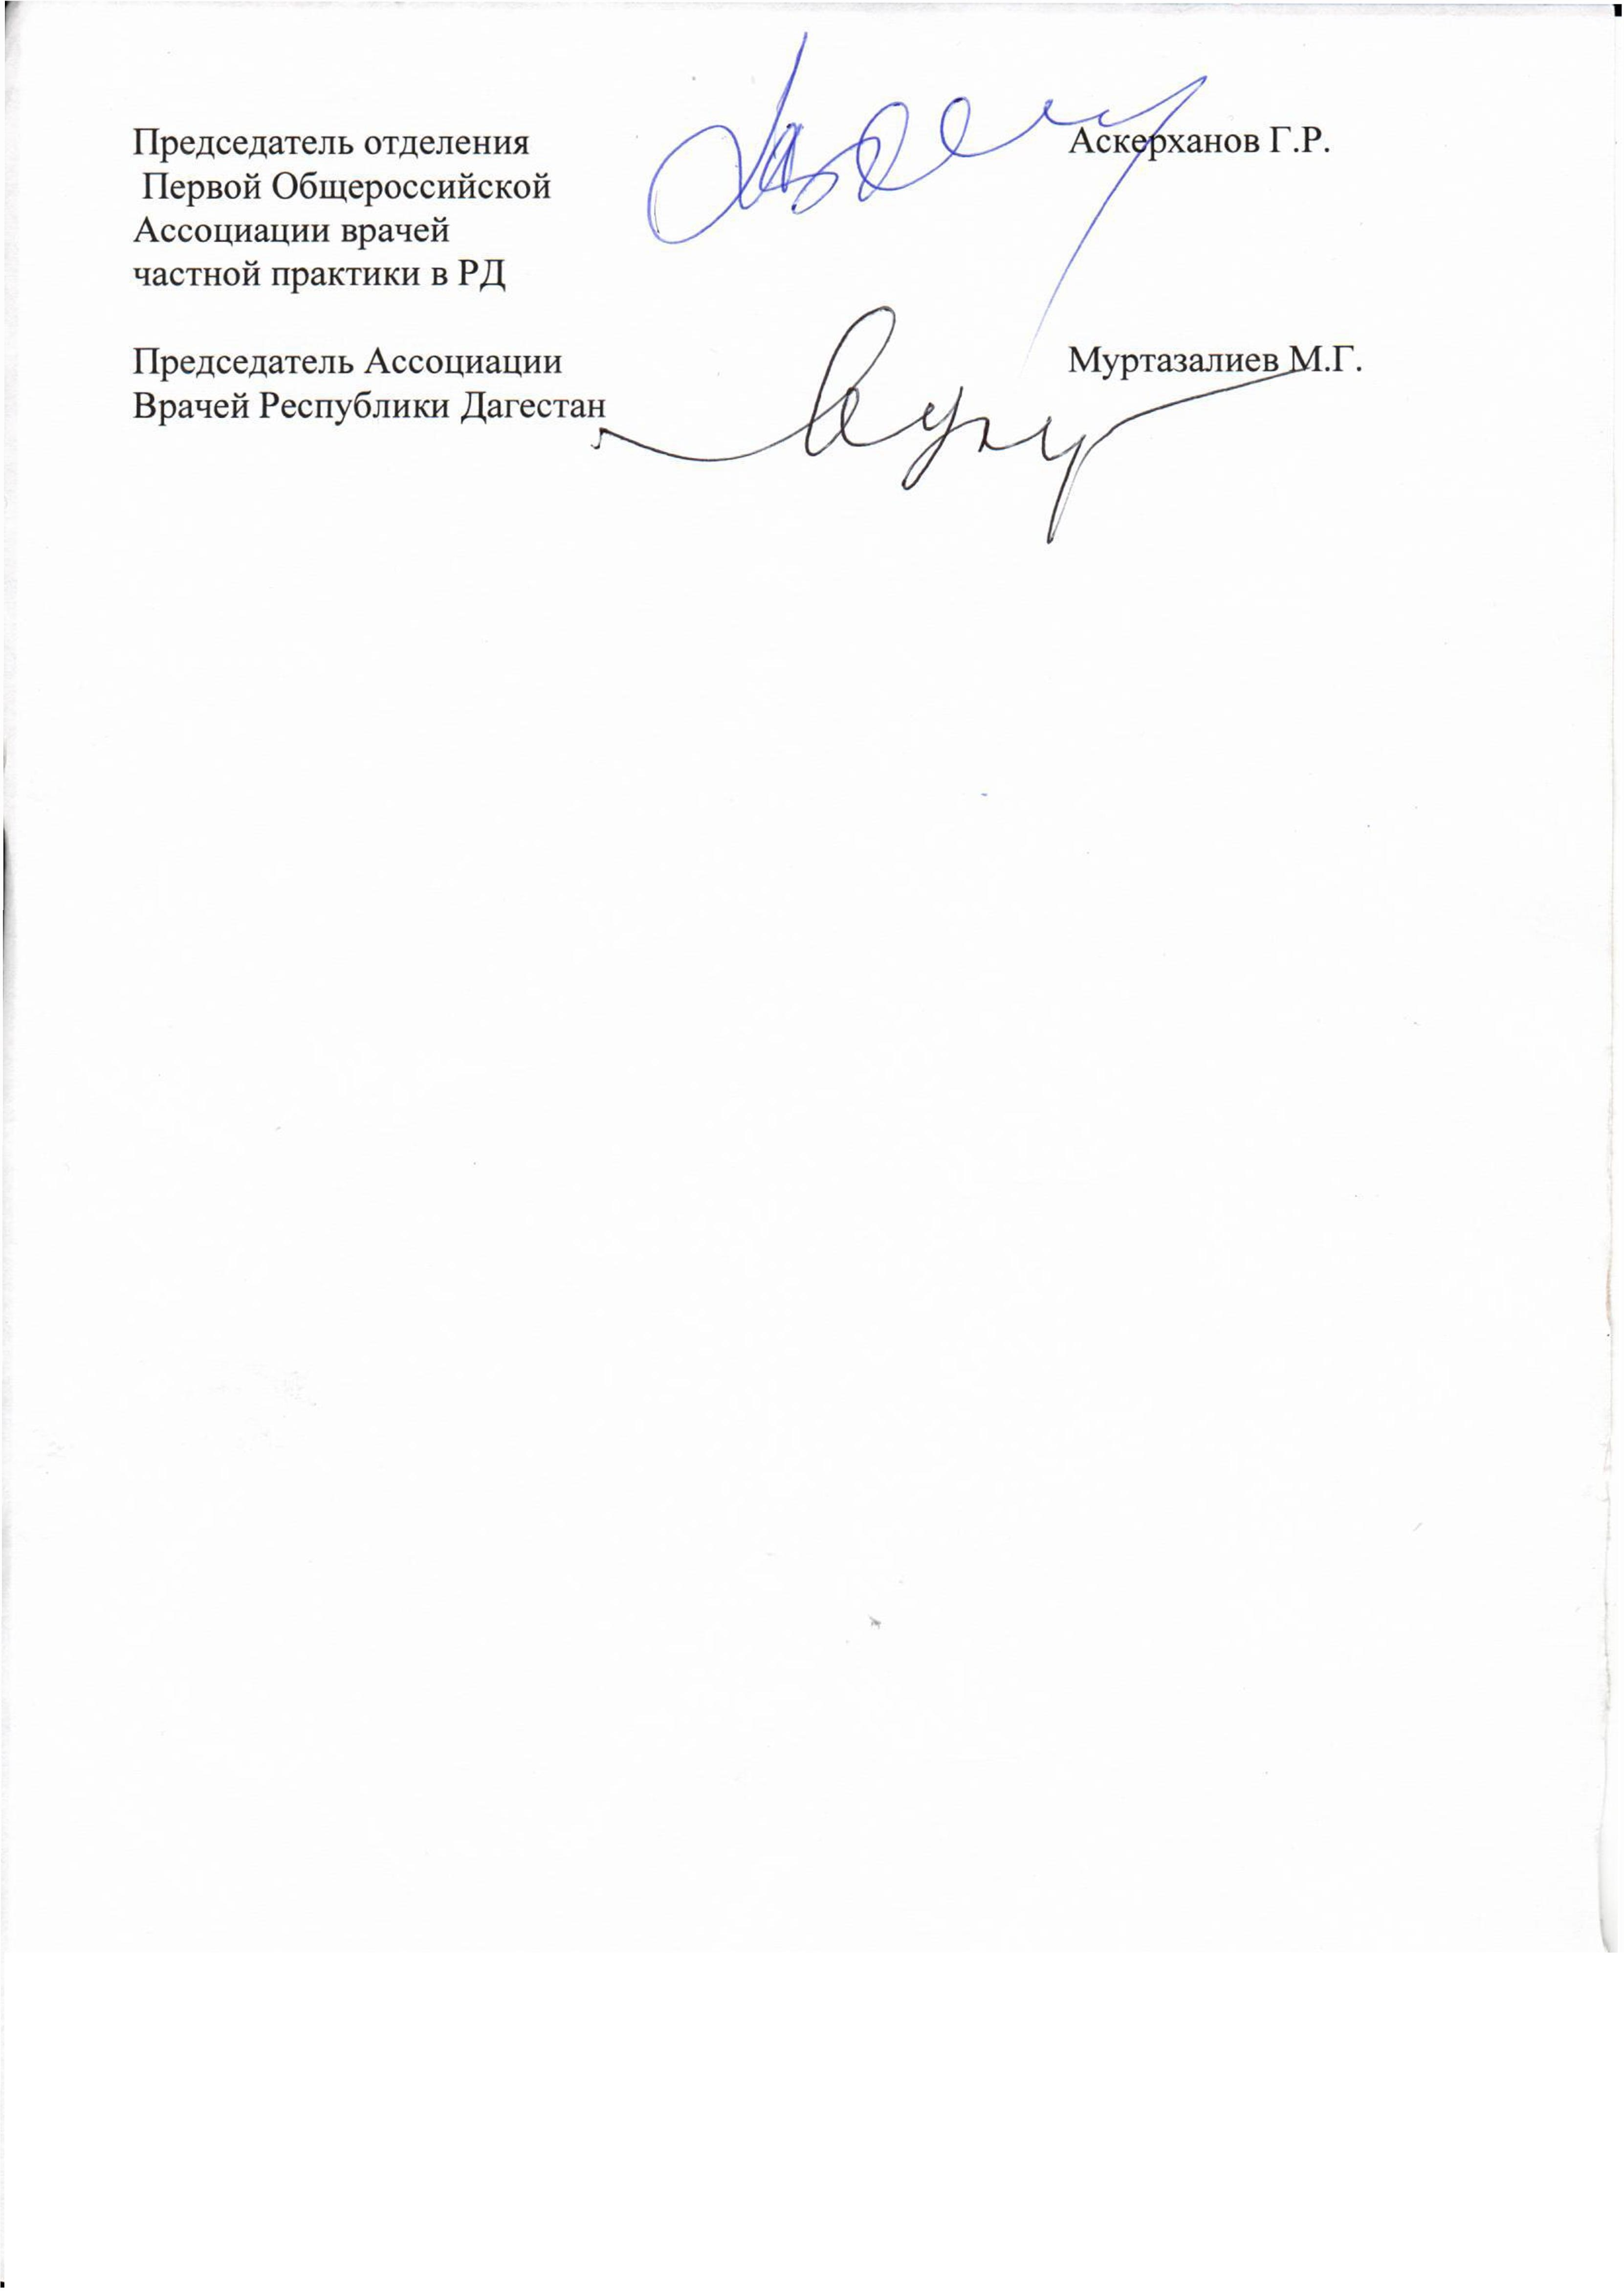 Председатель отделения Аскерханов Г.Р.
Первой Общероссийской
Ассоциации врачей
частной практики в РД
Председатель Ассоциации Муртазалиев М.Г.
Врачей Республики Дагестан